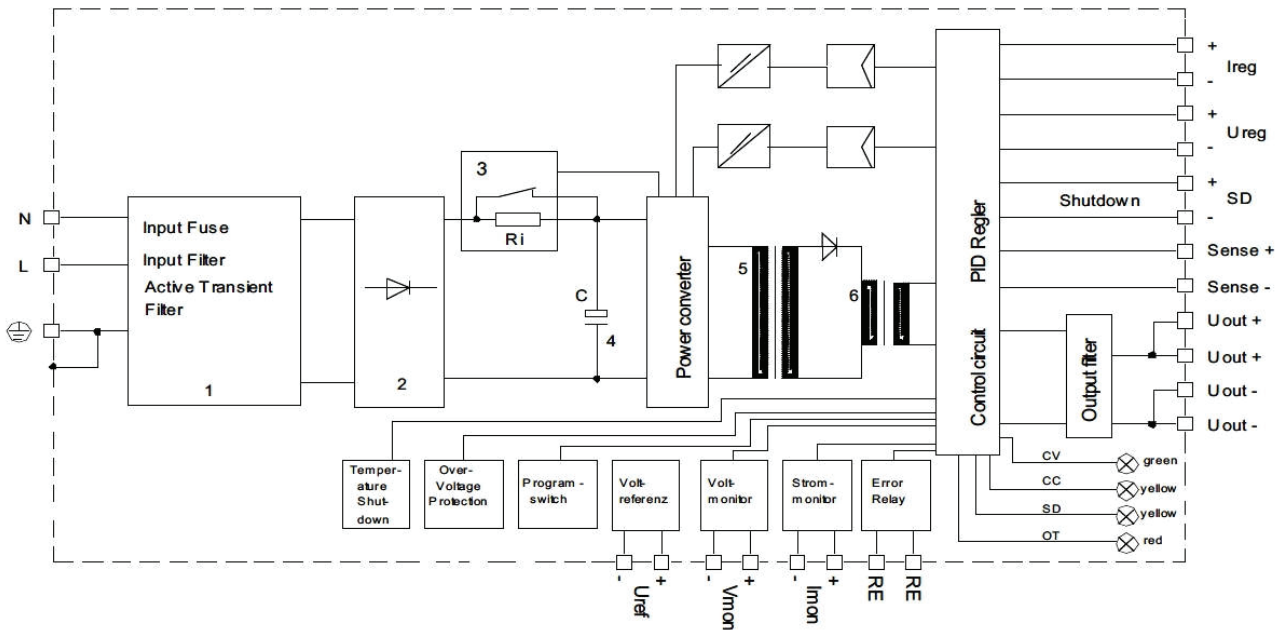 +
Ireg
-
+
Ureg
-
+
Shutdown
SD
-
Sense +
Sense -
Uout +
Uout +
Uout -
Uout -
N
L
Input Fuse
Input Filter
Active Transient
Filter
1
2
3
Ri
C
4
Power converter
5
6
PID Regler
Control circuit
Output filter
CV
green
CC
yellow
SD
yellow
OT
red
Temper-
ature
Shut-
down
Over-
Voltage
Protection
Program-
switch
Volt-
referenz
Volt-
monitor
Strom-
monitor
Error
Relay
- +
Uref
- +
Vmon
- +
Imon
RE
RE